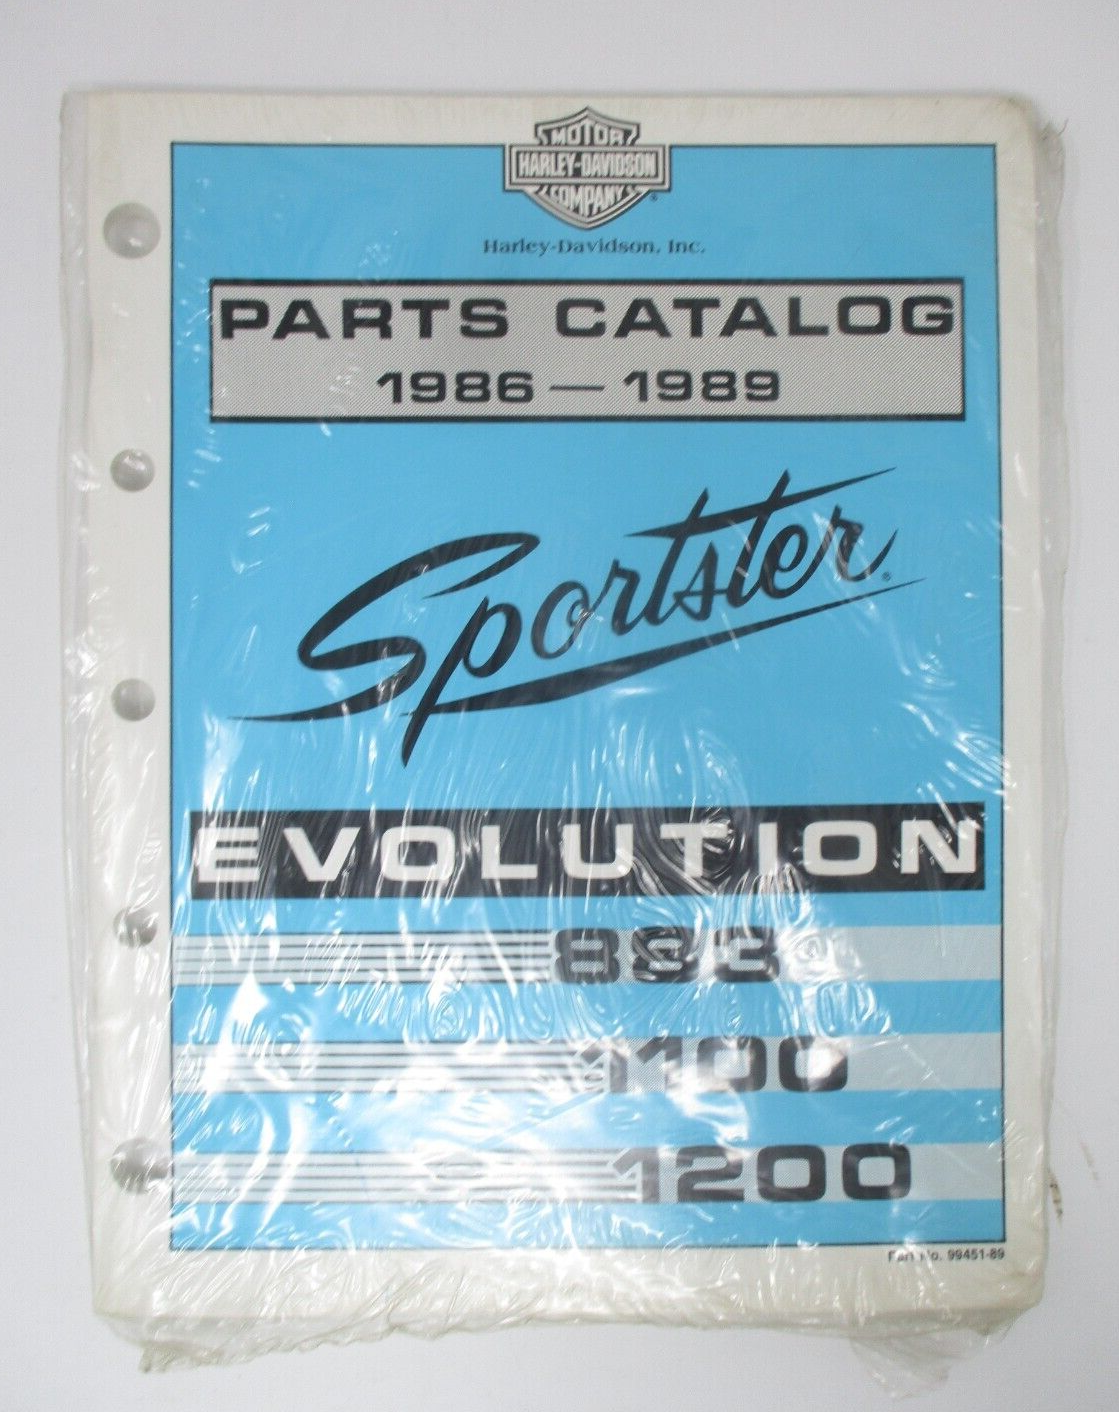 MOTOR
HARLEY-DAVIDSON
COMPANY
Harley-Davidson, Inc.
PARTS CATALOG
1986 — 1989
Sportster®
EVOLUTION
883
1100
1200
Part No. 99451-89